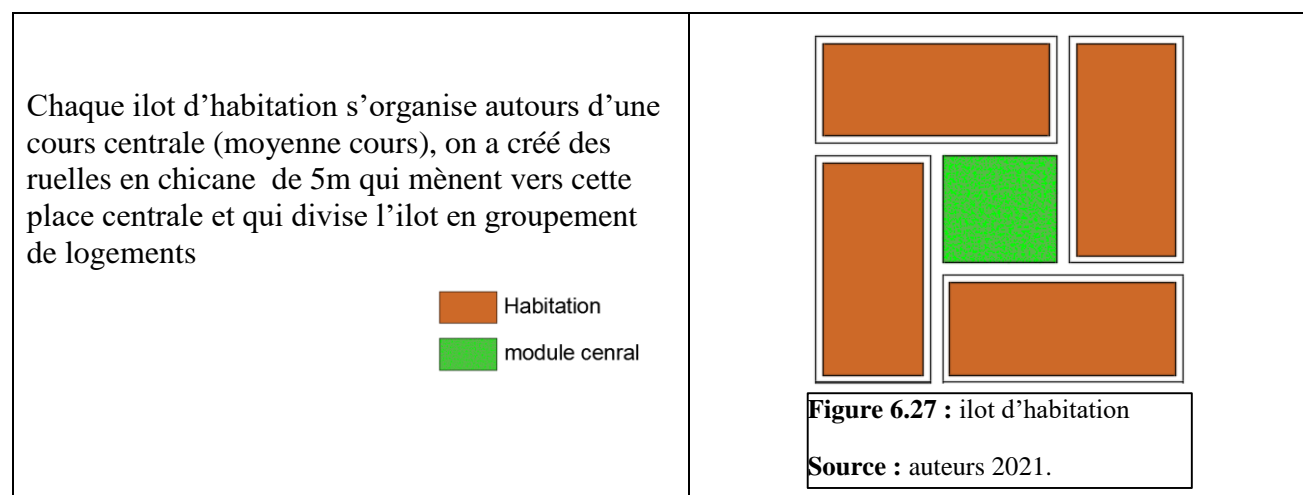 Chaque ilot d’habitation s’organise autours d’une
cours centrale (moyenne cours), on a créé des
ruelles en chicane de 5m qui mènent vers cette
place centrale et qui divise l’ilot en groupement
de logements
Habitation
module cenral
Figure 6.27 : ilot d’habitation
Source : auteurs 2021.